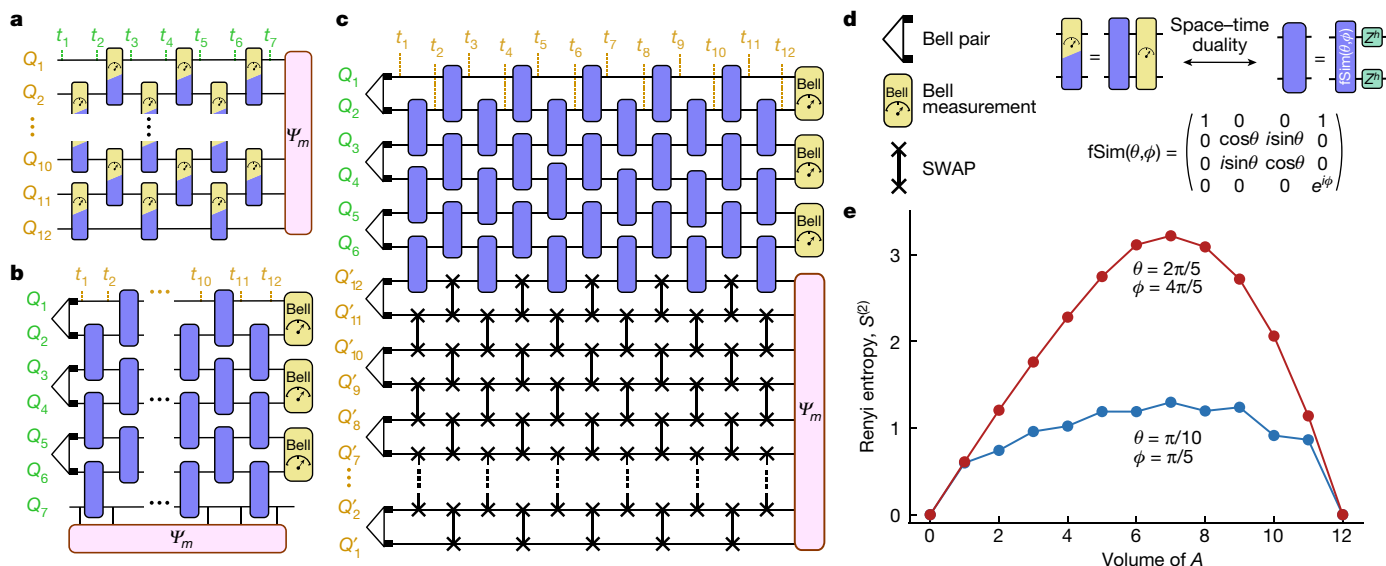 a
t1 t2 t3 t4 t5 t6 t7
Q1
Q2
Q10
Q11
Q12
Ψm
b
t1 t2 t10 t11 t12
Q1
Q2
Q3
Q4
Q5
Q6
Q7
Bell
Bell
Bell
Ψm
c
t1 t2 t3 t4 t5 t6 t7 t8 t9 t10 t11 t12
Q1
Q2
Q3
Q4
Q5
Q6
Q′12
Q′11
Q′10
Q′9
Q′8
Q′7
Q′2
Q′1
Bell
Bell
Bell
Ψm
d
Bell pair
Bell
Bell
measurement
SWAP
=
Space–time
duality
=
fSim(θ,ϕ)
Zʰ
Zʰ
fSim(θ,ϕ) =
1 0 0 1
0 cosθ isinθ 0
0 isinθ cosθ 0
0 0 0 e^iϕ
e
Renyi entropy, S⁽²⁾
3
2
1
0
θ = 2π/5
ϕ = 4π/5
θ = π/10
ϕ = π/5
0 2 4 6 8 10 12
Volume of A